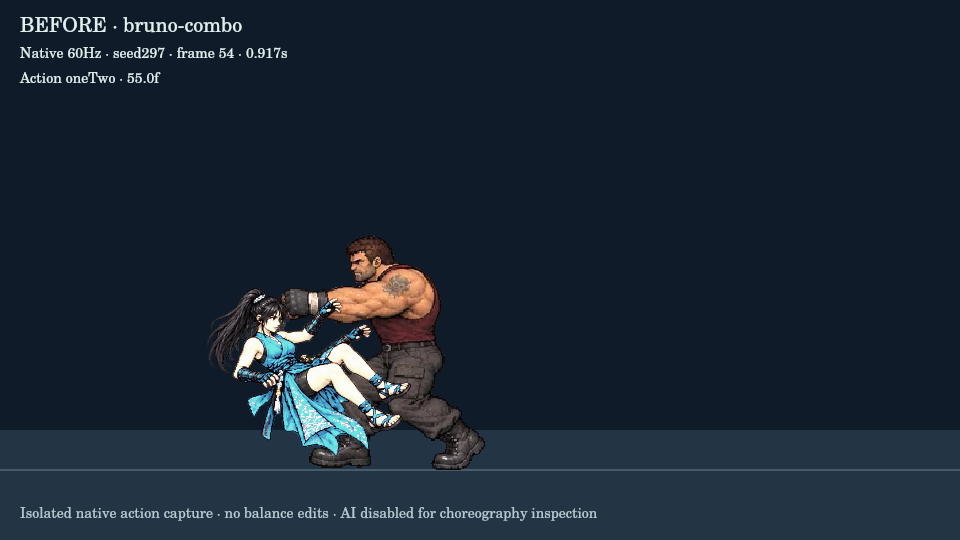 BEFORE · bruno-combo
Native 60Hz · seed297 · frame 54 · 0.917s
Action oneTwo · 55.0f
Isolated native action capture · no balance edits · AI disabled for choreography inspection